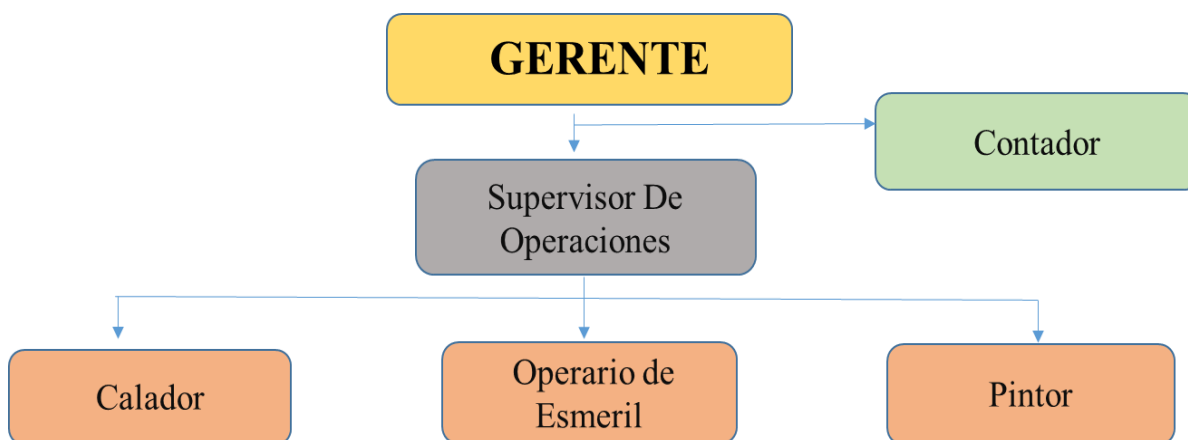 GERENTE
Contador
Supervisor De
Operaciones
Calador
Operario de
Esmeril
Pintor